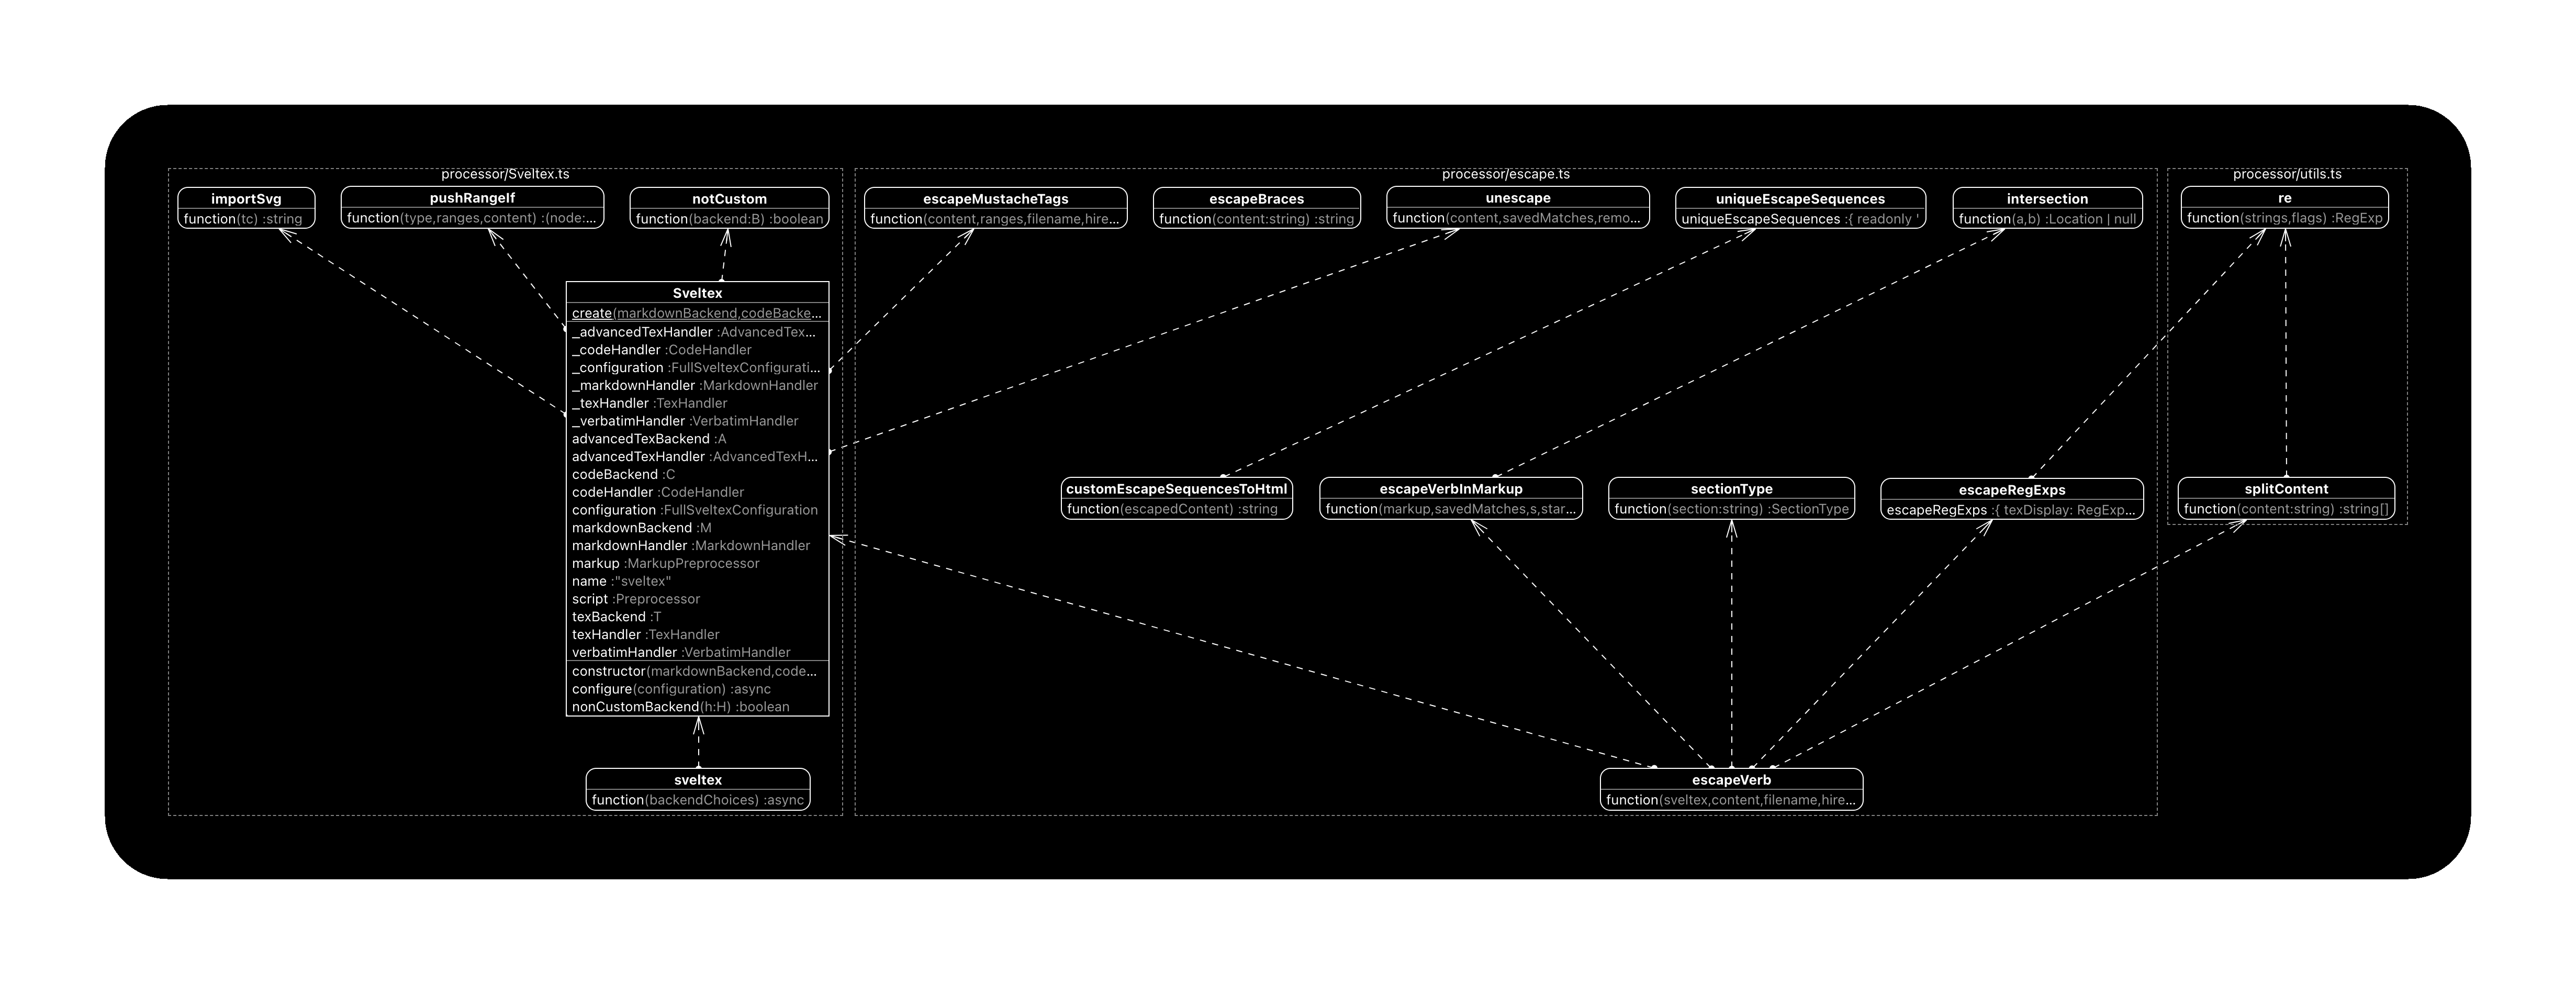 processor/Sveltex.ts
importSvg
function(tc) :string
pushRangeIf
function(type,ranges,content) :(node:...
notCustom
function(backend:B) :boolean
Sveltex
create(markdownBackend,codeBacke...
_advancedTexHandler :AdvancedTex...
_codeHandler :CodeHandler
_configuration :FullSveltexConfigurati...
_markdownHandler :MarkdownHandler
_texHandler :TexHandler
_verbatimHandler :VerbatimHandler
advancedTexBackend :A
advancedTexHandler :AdvancedTexH...
codeBackend :C
codeHandler :CodeHandler
configuration :FullSveltexConfiguration
markdownBackend :M
markdownHandler :MarkdownHandler
markup :MarkupPreprocessor
name :"sveltex"
script :Preprocessor
texBackend :T
texHandler :TexHandler
verbatimHandler :VerbatimHandler
constructor(markdownBackend,code...
configure(configuration) :async
nonCustomBackend(h:H) :boolean
sveltex
function(backendChoices) :async
processor/escape.ts
escapeMustacheTags
function(content,ranges,filename,hire...
escapeBraces
function(content:string) :string
unescape
function(content,savedMatches,remo...
uniqueEscapeSequences
uniqueEscapeSequences :{ readonly '
intersection
function(a,b) :Location | null
customEscapeSequencesToHtml
function(escapedContent) :string
escapeVerbInMarkup
function(markup,savedMatches,s,star...
sectionType
function(section:string) :SectionType
escapeRegExps
escapeRegExps :{ texDisplay: RegExp...
escapeVerb
function(sveltex,content,filename,hire...
processor/utils.ts
re
function(strings,flags) :RegExp
splitContent
function(content:string) :string[]